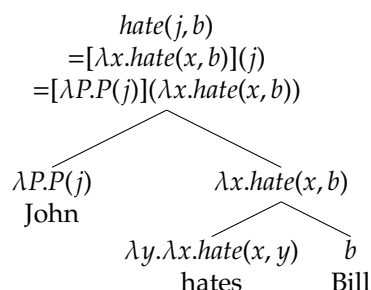 hate(j, b)
=[λx.hate(x, b)](j)
=[λP.P(j)](λx.hate(x, b))
λP.P(j) λx.hate(x, b)
John
λy.λx.hate(x, y) b
hates Bill